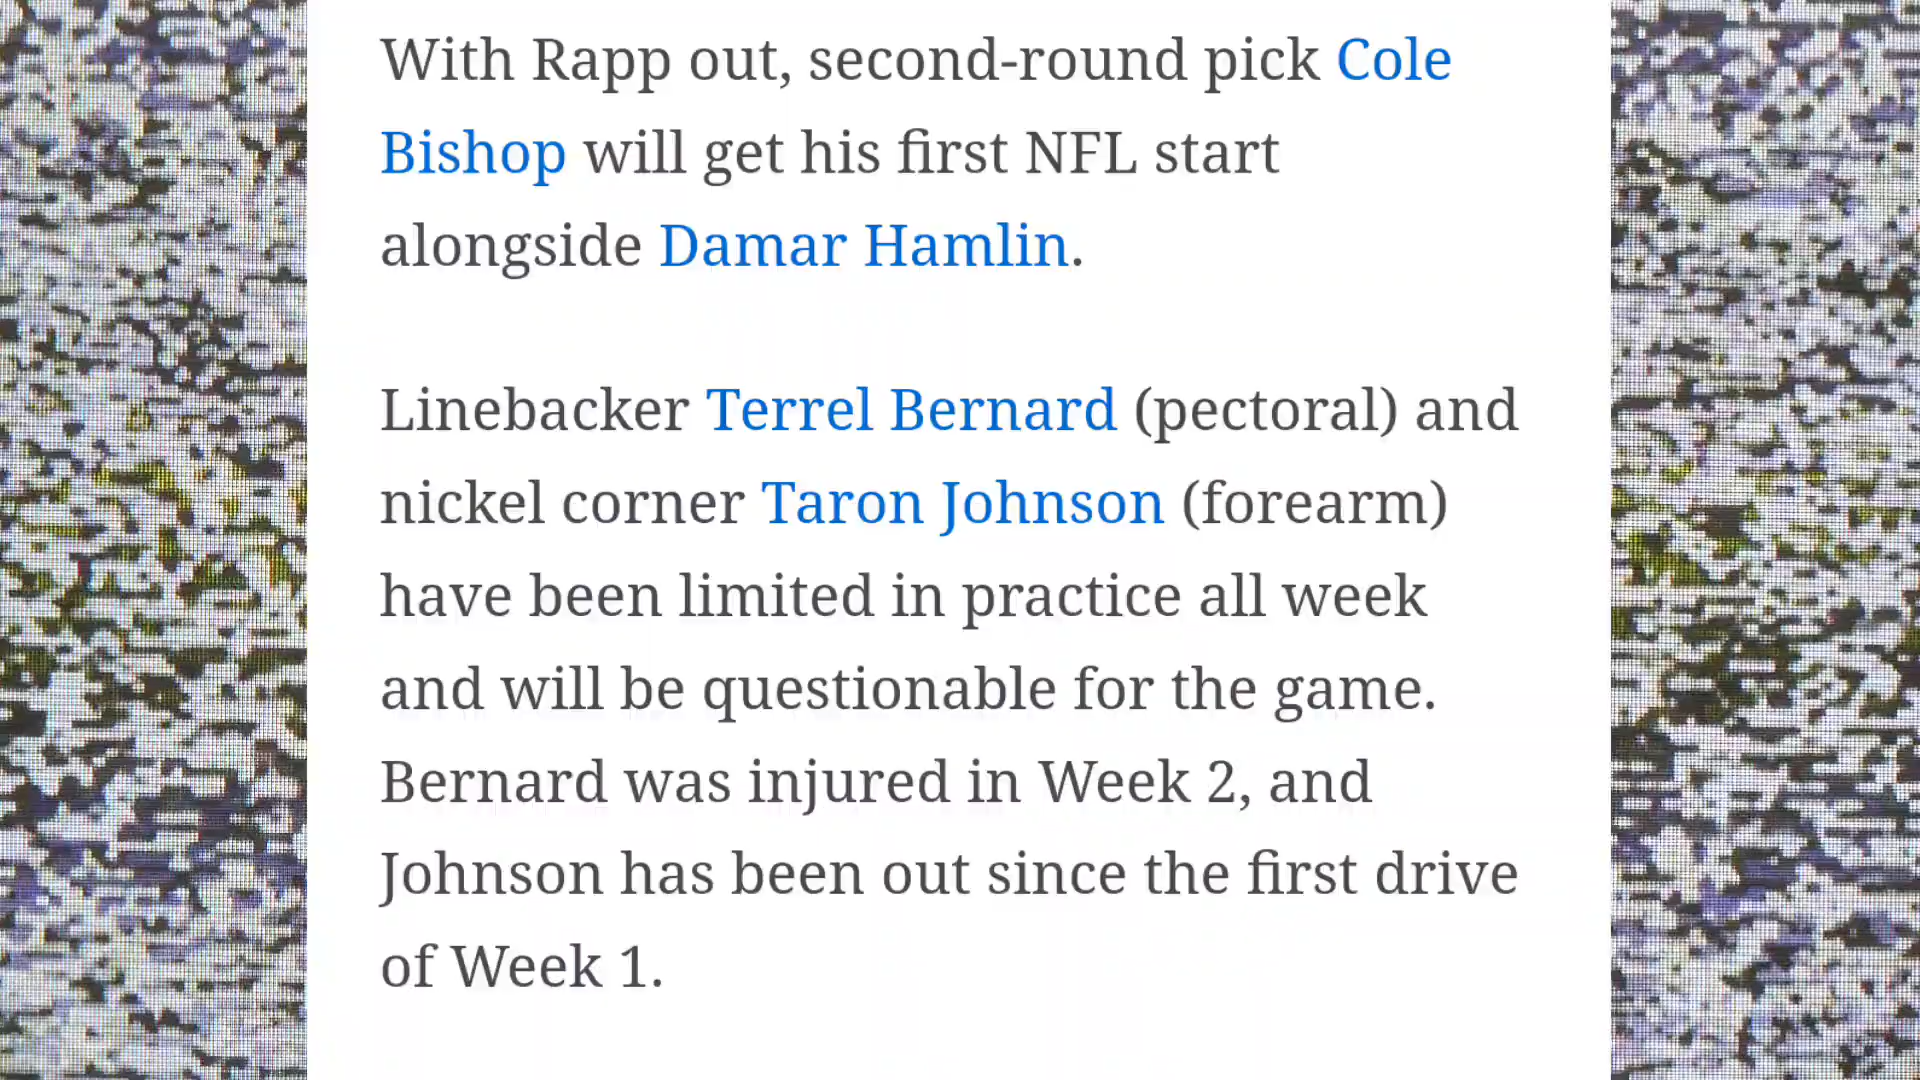 With Rapp out, second-round pick Cole
Bishop will get his first NFL start
alongside Damar Hamlin.
Linebacker Terrel Bernard (pectoral) and
nickel corner Taron Johnson (forearm)
have been limited in practice all week
and will be questionable for the game.
Bernard was injured in Week 2, and
Johnson has been out since the first drive
of Week 1.